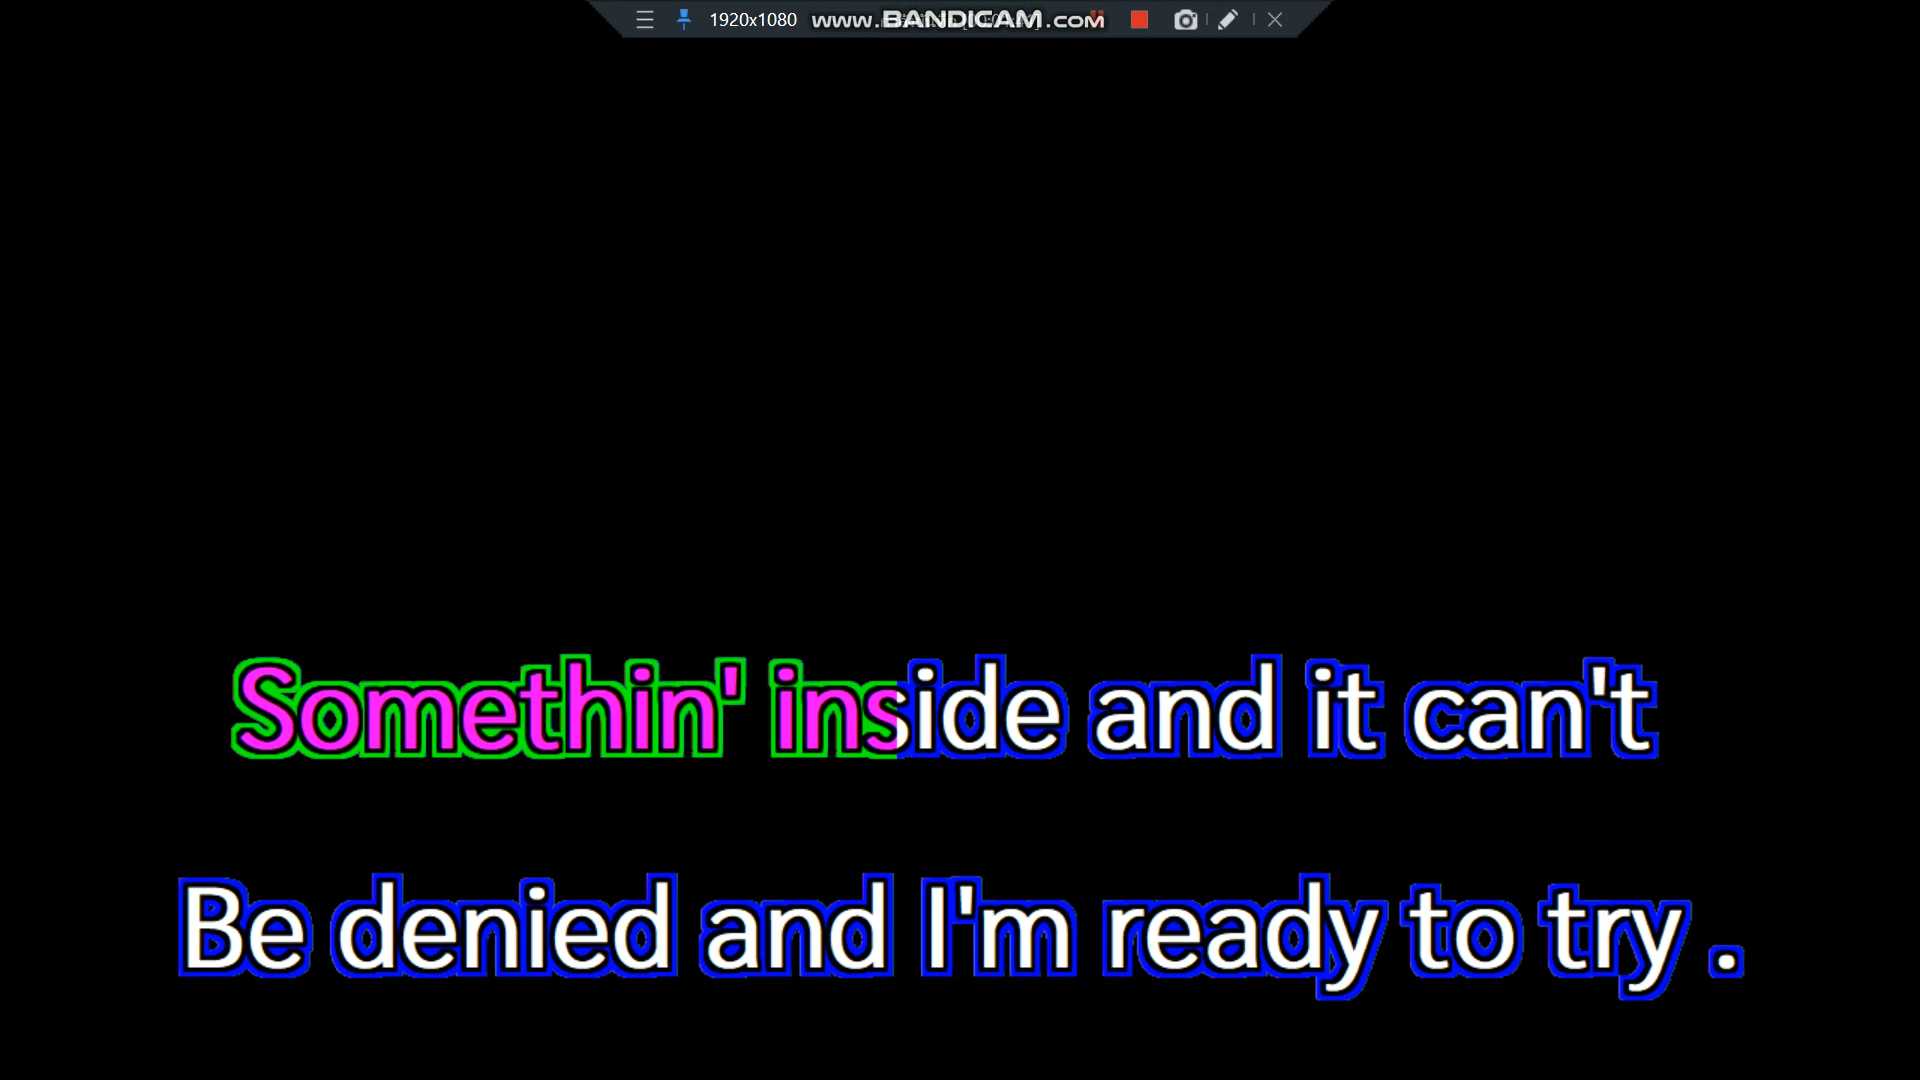 1920x1080 www.BANDICAM.com
Somethin' inside and it can't
Be denied and I'm ready to try .